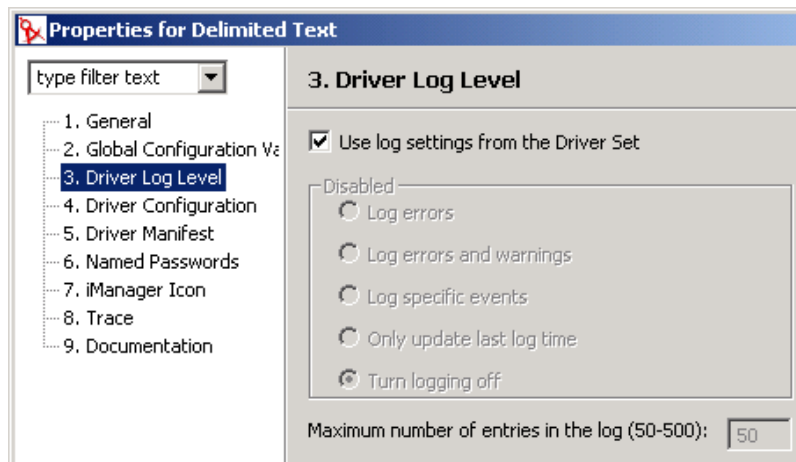 Properties for Delimited Text
type filter text
1. General
2. Global Configuration Va
3. Driver Log Level
4. Driver Configuration
5. Driver Manifest
6. Named Passwords
7. iManager Icon
8. Trace
9. Documentation
3. Driver Log Level
Use log settings from the Driver Set
Disabled
Log errors
Log errors and warnings
Log specific events
Only update last log time
Turn logging off
Maximum number of entries in the log (50-500): 50